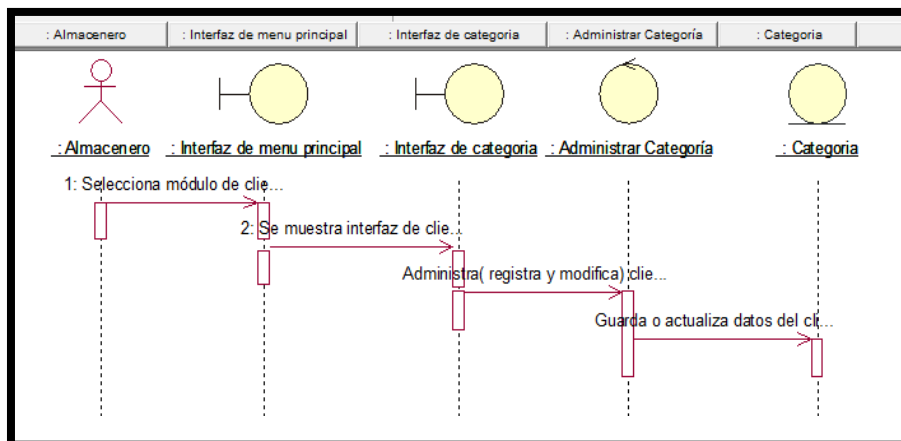 : Almacenero
: Interfaz de menu principal
: Interfaz de categoria
: Administrar Categoría
: Categoria
: Almacenero
: Interfaz de menu principal
: Interfaz de categoria
: Administrar Categoría
: Categoria
1: Selecciona módulo de clie...
2: Se muestra interfaz de clie...
Administra( registra y modifica) clie...
Guarda o actualiza datos del cli...